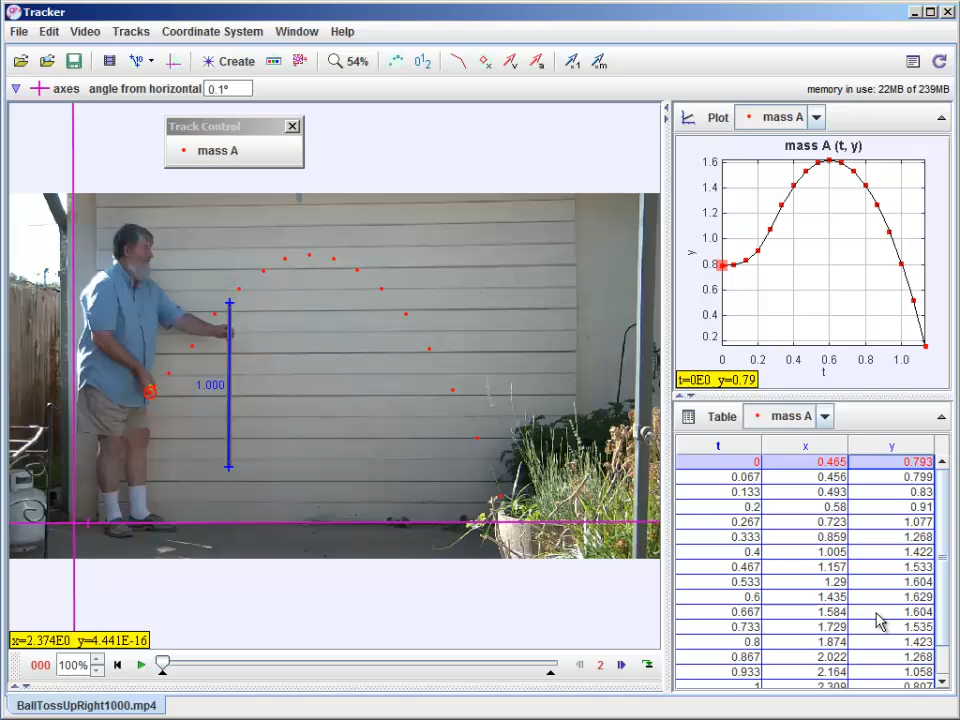 Tracker
File Edit Video Tracks Coordinate System Window Help
Create 54%
axes angle from horizontal 0.1° memory in use: 22MB of 239MB
Track Control
mass A
1.000
x=2.374E0 y=4.441E-16
000 100% 2
BallTossUpRight1000.mp4
Plot mass A
mass A (t, y)
1.6
1.4
1.2
1.0
0.8
0.6
0.4
0.2
y
0 0.2 0.4 0.6 0.8 1.0
t
t=0E0 y=0.79
Table mass A
t x y
0 0.465 0.793
0.067 0.456 0.799
0.133 0.493 0.83
0.2 0.58 0.91
0.267 0.723 1.077
0.333 0.859 1.268
0.4 1.005 1.422
0.467 1.157 1.533
0.533 1.29 1.604
0.6 1.435 1.629
0.667 1.584 1.604
0.733 1.729 1.535
0.8 1.874 1.423
0.867 2.022 1.268
0.933 2.164 1.058
1 2.309 0.807